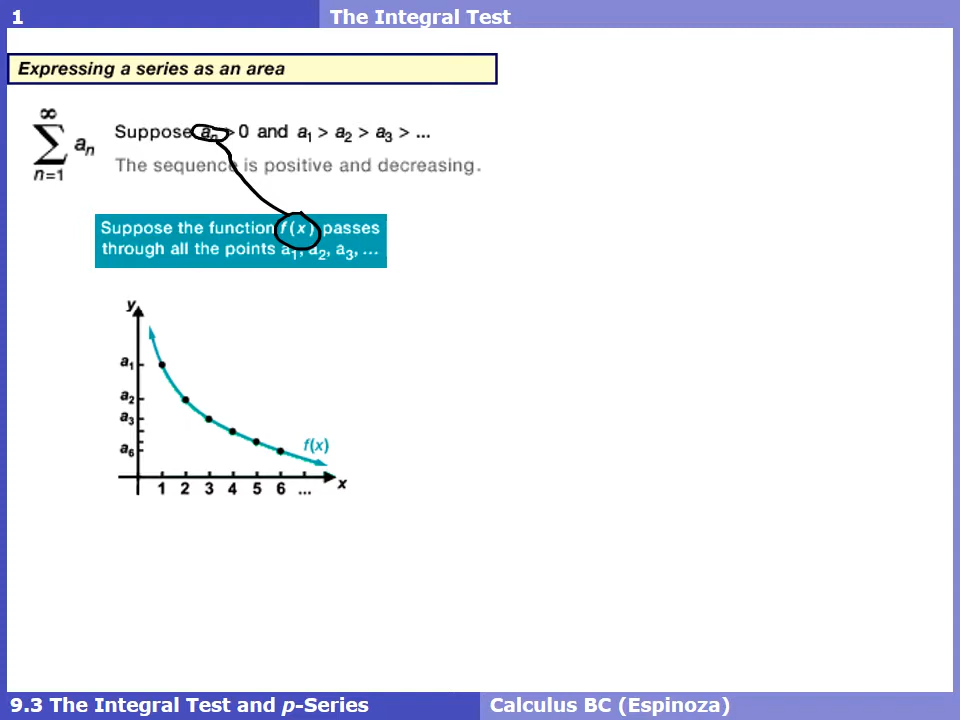 1
The Integral Test
Expressing a series as an area
∞
∑ aₙ
n=1
Suppose aₙ > 0 and a₁ > a₂ > a₃ > ...
The sequence is positive and decreasing.
Suppose the function f(x) passes
through all the points a₁, a₂, a₃, ...
y
a₁
a₂
a₃
a₆
f(x)
1 2 3 4 5 6 ... x
9.3 The Integral Test and p-Series
Calculus BC (Espinoza)